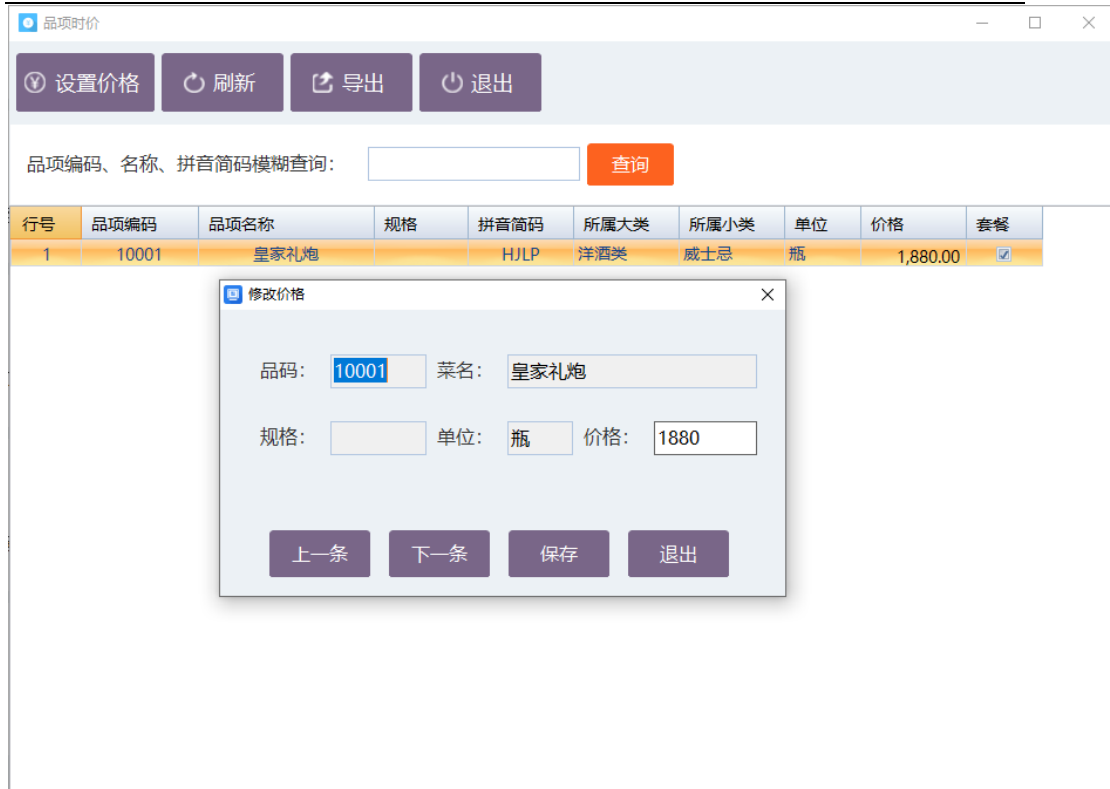 品项时价
设置价格 刷新 导出 退出
品项编码、名称、拼音简码模糊查询： 查询
行号 品项编码 品项名称 规格 拼音简码 所属大类 所属小类 单位 价格 套餐
1 10001 皇家礼炮 HJLP 洋酒类 威士忌 瓶 1,880.00
修改价格
品码： 10001 菜名： 皇家礼炮
规格： 单位： 瓶 价格： 1880
上一条 下一条 保存 退出